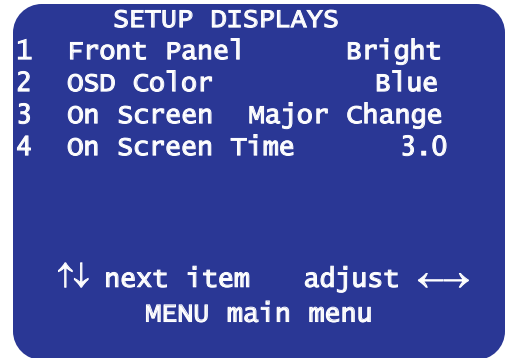 SETUP DISPLAYS
1 Front Panel Bright
2 OSD Color Blue
3 On Screen Major Change
4 On Screen Time 3.0
↑↓ next item adjust ←→
MENU main menu